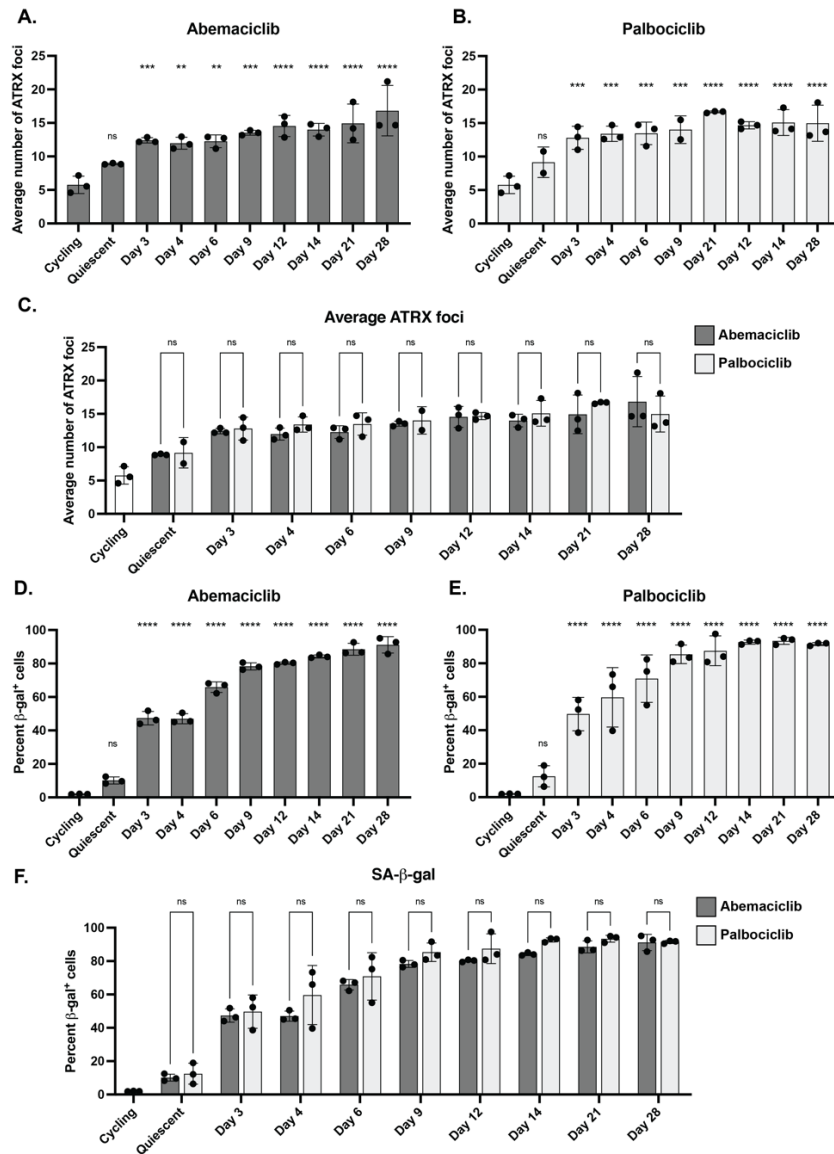 A.
Abemaciclib
Average number of ATRX foci
25
20
15
10
5
0
ns
***
**
**
***
****
****
****
****
Cycling
Quiescent
Day 3
Day 4
Day 6
Day 9
Day 12
Day 14
Day 21
Day 28
B.
Palbociclib
Average number of ATRX foci
25
20
15
10
5
0
ns
***
***
***
***
****
****
****
****
Cycling
Quiescent
Day 3
Day 4
Day 6
Day 9
Day 21
Day 12
Day 14
Day 28
C.
Average ATRX foci
Average number of ATRX foci
25
20
15
10
5
0
ns
ns
ns
ns
ns
ns
ns
ns
ns
Cycling
Quiescent
Day 3
Day 4
Day 6
Day 9
Day 12
Day 14
Day 21
Day 28
Abemaciclib
Palbociclib
D.
Abemaciclib
Percent β-gal⁺ cells
100
80
60
40
20
0
ns
****
****
****
****
****
****
****
****
Cycling
Quiescent
Day 3
Day 4
Day 6
Day 9
Day 12
Day 14
Day 21
Day 28
E.
Palbociclib
Percent β-gal⁺ cells
100
80
60
40
20
0
ns
****
****
****
****
****
****
****
****
Cycling
Quiescent
Day 3
Day 4
Day 6
Day 9
Day 12
Day 14
Day 21
Day 28
F.
SA-β-gal
Percent β-gal⁺ cells
100
80
60
40
20
0
ns
ns
ns
ns
ns
ns
ns
ns
ns
Cycling
Quiescent
Day 3
Day 4
Day 6
Day 9
Day 12
Day 14
Day 21
Day 28
Abemaciclib
Palbociclib